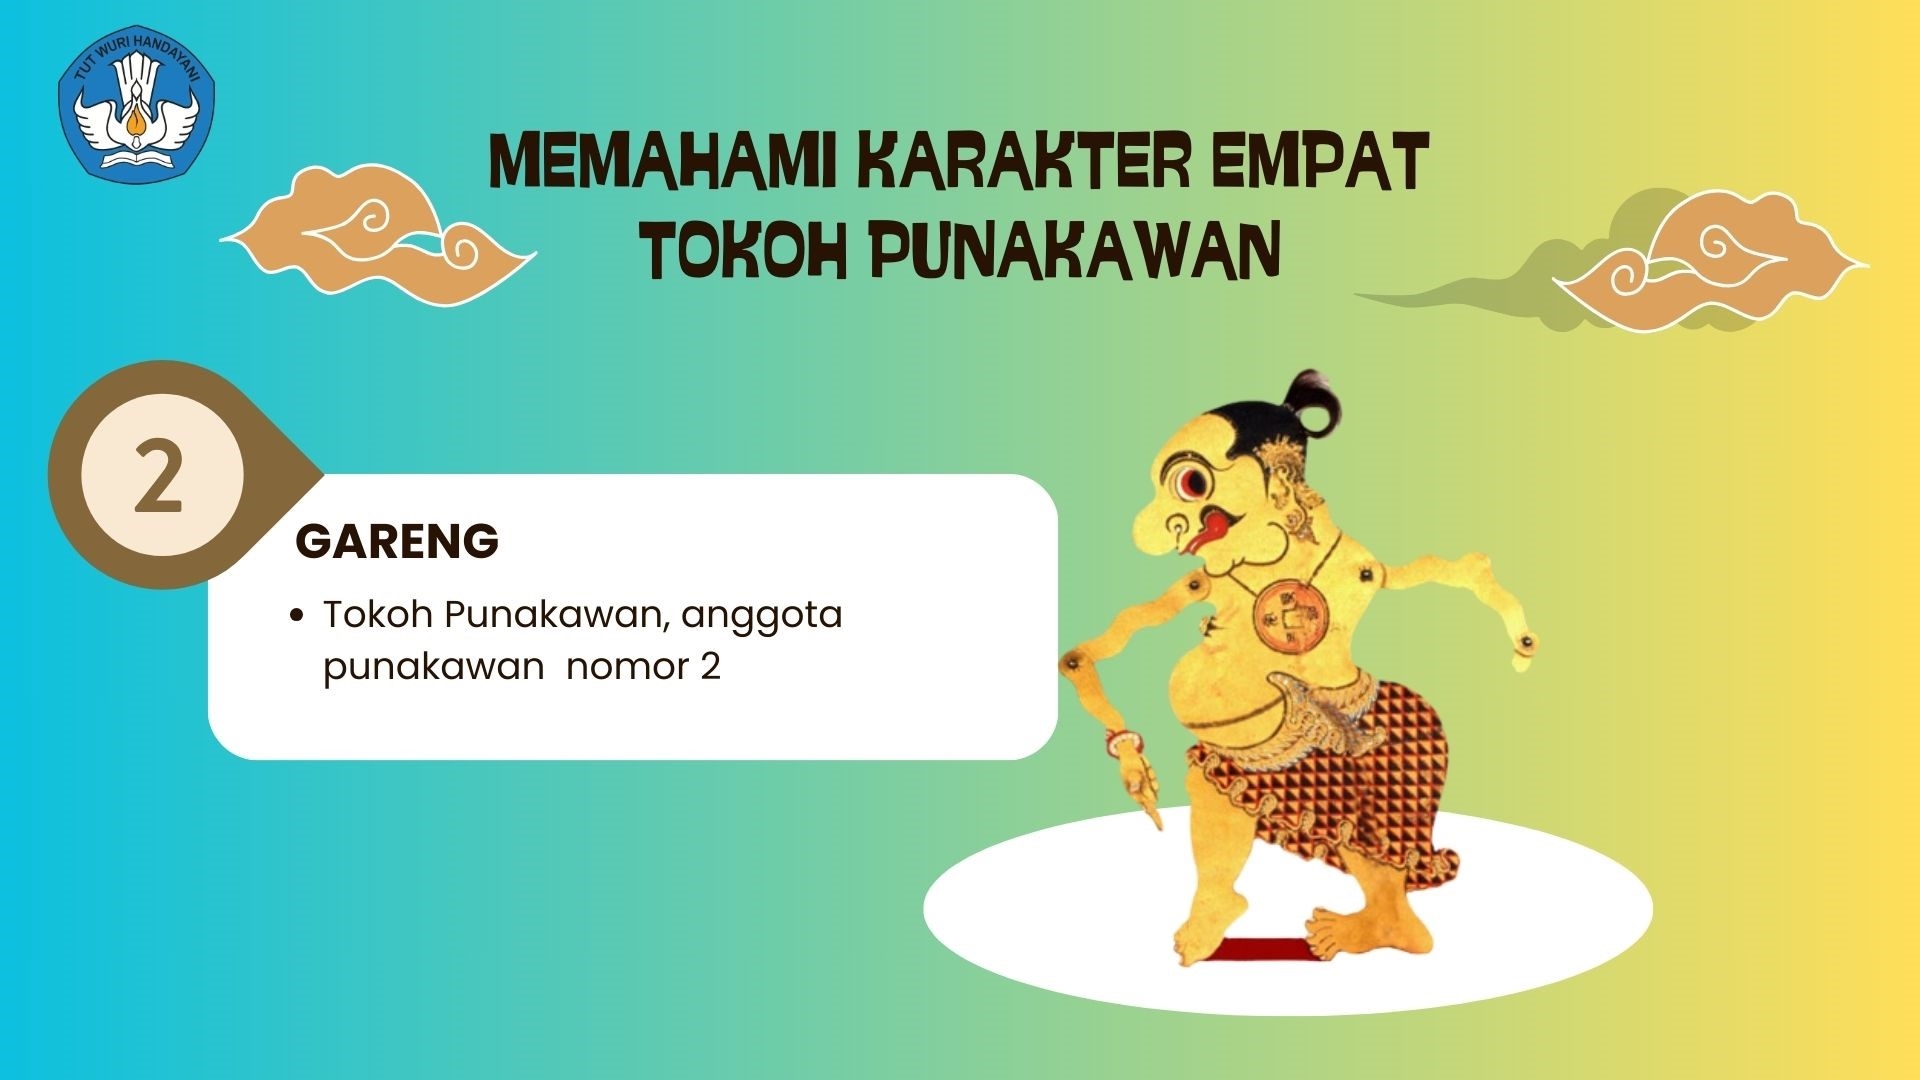 TUT WURI HANDAYANI
MEMAHAMI KARAKTER EMPAT
TOKOH PUNAKAWAN
2
GARENG
• Tokoh Punakawan, anggota
punakawan  nomor 2